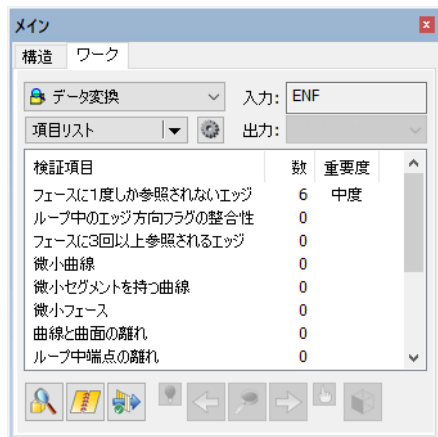 メイン
構造 ワーク
データ変換 入力: ENF
項目リスト 出力:
検証項目 数 重要度
フェースに1度しか参照されないエッジ 6 中度
ループ中のエッジ方向フラグの整合性 0
フェースに3回以上参照されるエッジ 0
微小曲線 0
微小セグメントを持つ曲線 0
微小フェース 0
曲線と曲面の離れ 0
ループ中端点の離れ 0